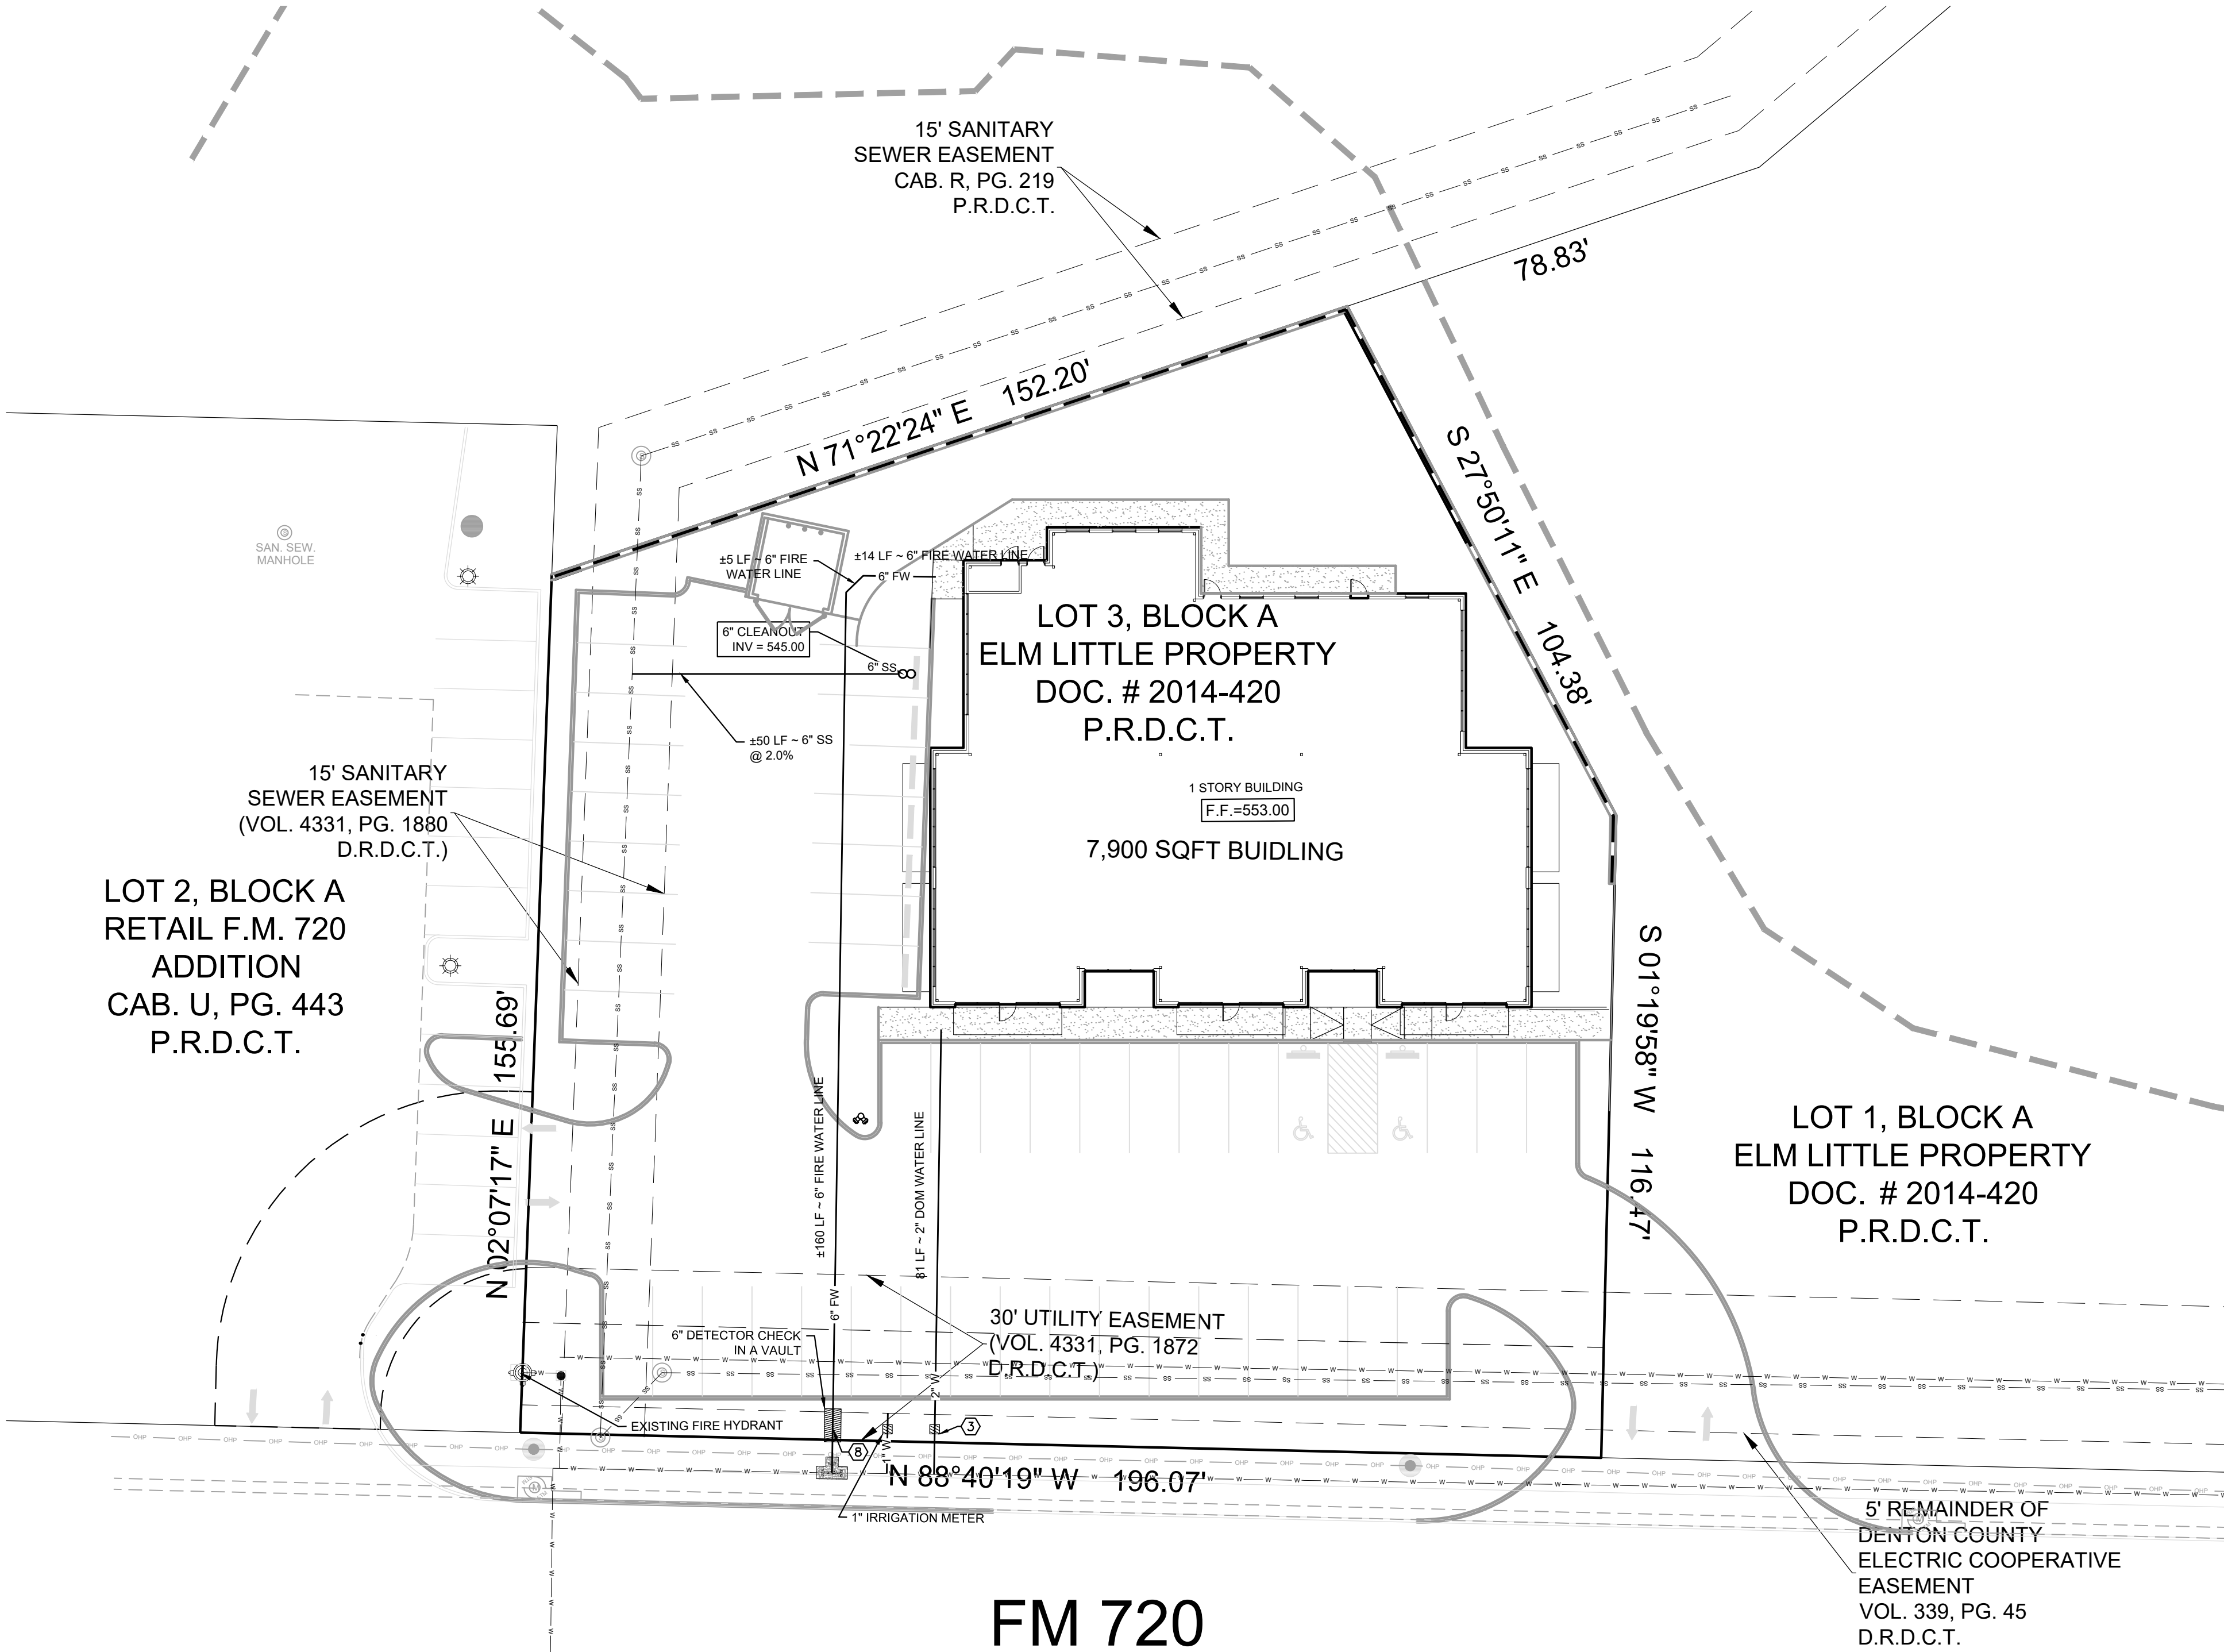 15' SANITARY
SEWER EASEMENT
CAB. R, PG. 219
P.R.D.C.T.
78.83'
N 71°22'24" E 152.20'
S 27°50'11" E 104.38'
SAN. SEW.
MANHOLE
±5 LF ~ 6" FIRE
WATER LINE
±14 LF ~ 6" FIRE WATER LINE
6" FW
6" CLEANOUT
INV = 545.00
6" SS
±50 LF ~ 6" SS
@ 2.0%
LOT 3, BLOCK A
ELM LITTLE PROPERTY
DOC. # 2014-420
P.R.D.C.T.
1 STORY BUILDING
F.F.=553.00
7,900 SQFT BUIDLING
15' SANITARY
SEWER EASEMENT
(VOL. 4331, PG. 1880
D.R.D.C.T.)
LOT 2, BLOCK A
RETAIL F.M. 720
ADDITION
CAB. U, PG. 443
P.R.D.C.T.
N 02°07'17" E 155.69'
S 01°19'58" W 116.47'
LOT 1, BLOCK A
ELM LITTLE PROPERTY
DOC. # 2014-420
P.R.D.C.T.
±160 LF ~ 6" FIRE WATER LINE
6" FW
81 LF ~ 2" DOM WATER LINE
2" W
30' UTILITY EASEMENT
(VOL. 4331, PG. 1872
D.R.D.C.T.)
6" DETECTOR CHECK
IN A VAULT
EXISTING FIRE HYDRANT
3
8
1" W
N 88°40'19" W 196.07'
1" IRRIGATION METER
5' REMAINDER OF
DENTON COUNTY
ELECTRIC COOPERATIVE
EASEMENT
VOL. 339, PG. 45
D.R.D.C.T.
FM 720